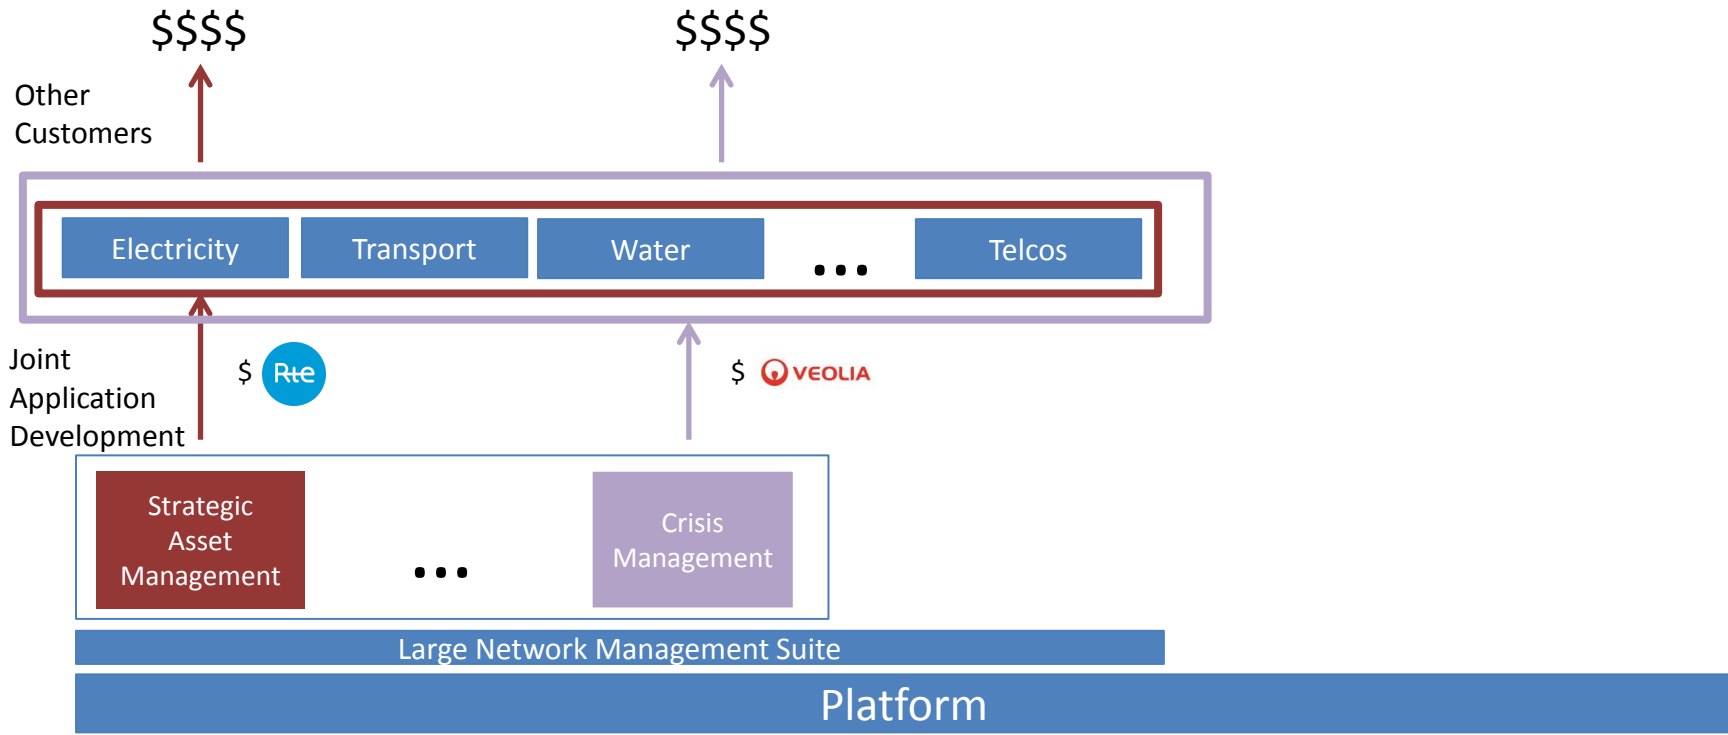 $$$$
$$$$
Other
Customers
Electricity
Transport
Water
...
Telcos
Joint
Application
Development
$
Rte
$
VEOLIA
Strategic
Asset
Management
...
Crisis
Management
Large Network Management Suite
Platform